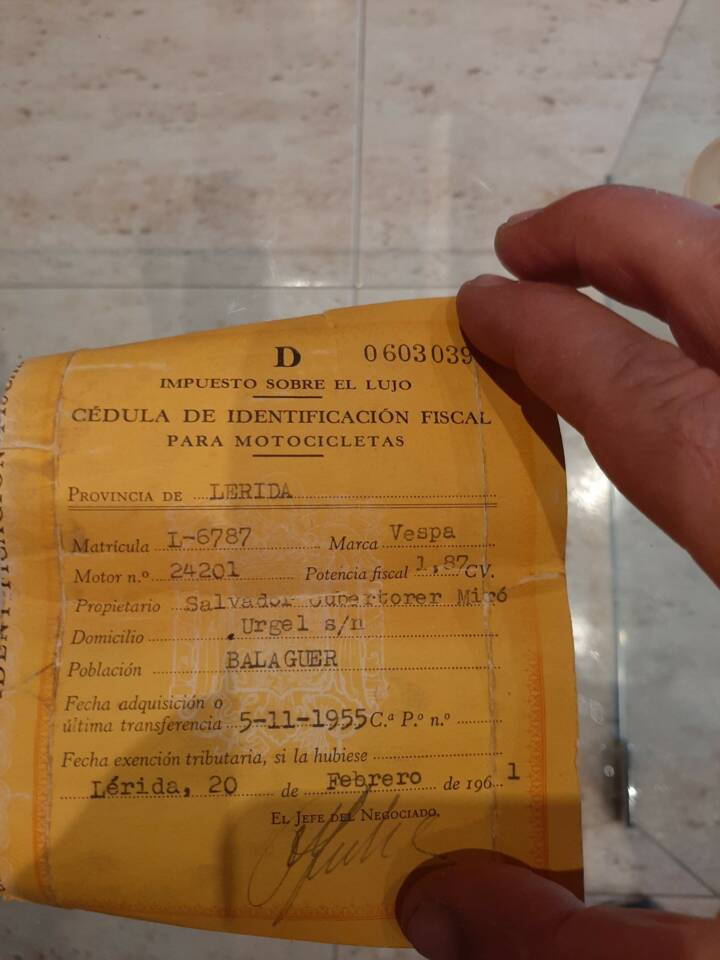 D 0603039
IMPUESTO SOBRE EL LUJO
CÉDULA DE IDENTIFICACIÓN FISCAL
PARA MOTOCICLETAS
PROVINCIA DE LERIDA
Matrícula L-6787 Marca Vespa
Motor n.º 24201 Potencia fiscal 1,87 CV.
Propietario Salvador Miró
Domicilio Urgel s/n
Población BALAGUER
Fecha adquisición o
última transferencia 5-11-1955 C.ª P.º n.º
Fecha exención tributaria, si la hubiese
Lérida, 20 de Febrero de 196 1
EL JEFE DEL NEGOCIADO,